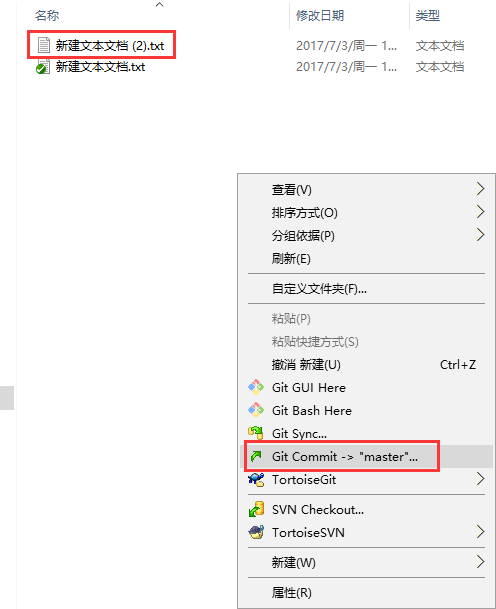 名称 修改日期 类型
新建文本文档 (2).txt 2017/7/3/周一 1... 文本文档
新建文本文档.txt 2017/7/3/周一 1... 文本文档
查看(V)
排序方式(O)
分组依据(P)
刷新(E)
自定义文件夹(F)...
粘贴(P)
粘贴快捷方式(S)
撤消 新建(U) Ctrl+Z
Git GUI Here
Git Bash Here
Git Sync...
Git Commit -> "master"...
TortoiseGit
SVN Checkout...
TortoiseSVN
新建(W)
属性(R)